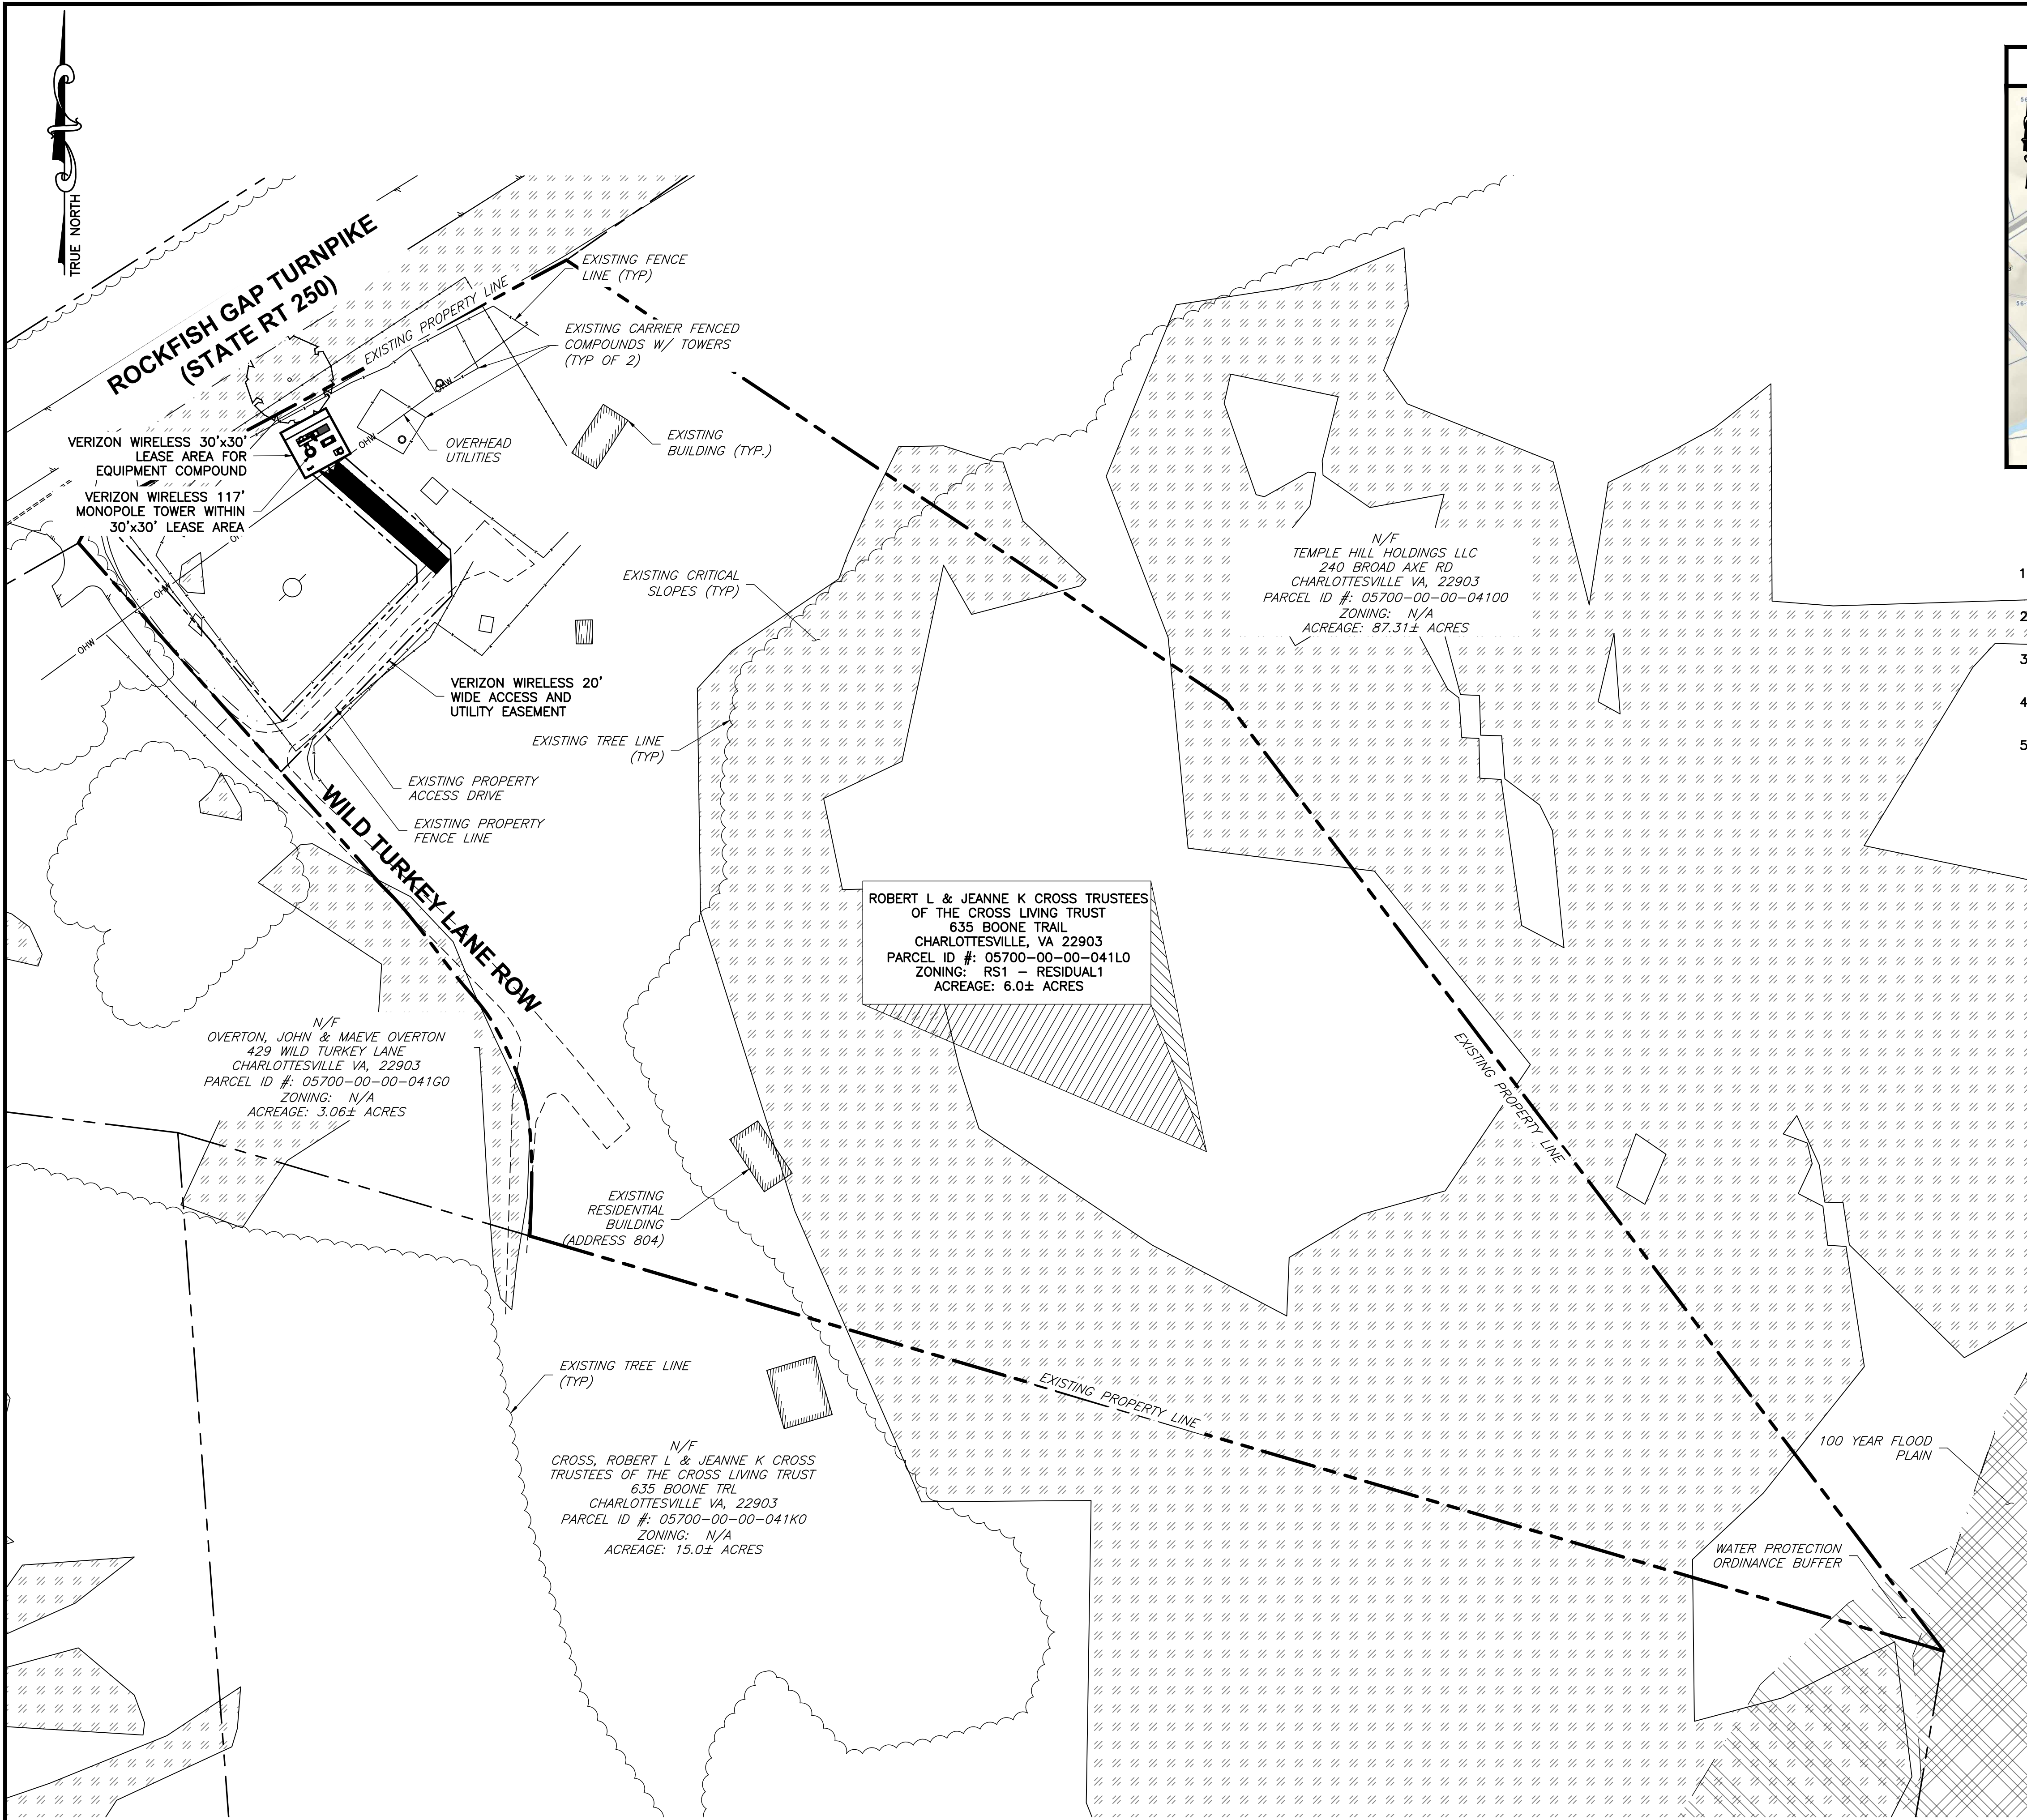 TRUE NORTH
ROCKFISH GAP TURNPIKE
(STATE RT 250)
EXISTING PROPERTY LINE
EXISTING FENCE
LINE (TYP)
EXISTING CARRIER FENCED
COMPOUNDS W/ TOWERS
(TYP OF 2)
OHW
OHW
OVERHEAD
UTILITIES
EXISTING
BUILDING (TYP.)
VERIZON WIRELESS 30'x30'
LEASE AREA FOR
EQUIPMENT COMPOUND
VERIZON WIRELESS 117'
MONOPOLE TOWER WITHIN
30'x30' LEASE AREA
OHW
OHW
N/F
TEMPLE HILL HOLDINGS LLC
240 BROAD AXE RD
CHARLOTTESVILLE VA, 22903
PARCEL ID #: 05700-00-00-04100
ZONING: N/A
ACREAGE: 87.31± ACRES
1
2
3
4
5
EXISTING CRITICAL
SLOPES (TYP)
VERIZON WIRELESS 20'
WIDE ACCESS AND
UTILITY EASEMENT
EXISTING TREE LINE
(TYP)
EXISTING PROPERTY
ACCESS DRIVE
EXISTING PROPERTY
FENCE LINE
WILD TURKEY LANE ROW
ROBERT L & JEANNE K CROSS TRUSTEES
OF THE CROSS LIVING TRUST
635 BOONE TRAIL
CHARLOTTESVILLE, VA 22903
PARCEL ID #: 05700-00-00-041L0
ZONING: RS1 - RESIDUAL1
ACREAGE: 6.0± ACRES
N/F
OVERTON, JOHN & MAEVE OVERTON
429 WILD TURKEY LANE
CHARLOTTESVILLE VA, 22903
PARCEL ID #: 05700-00-00-041G0
ZONING: N/A
ACREAGE: 3.06± ACRES
EXISTING PROPERTY LINE
EXISTING
RESIDENTIAL
BUILDING
(ADDRESS 804)
EXISTING TREE LINE
(TYP)
EXISTING PROPERTY LINE
N/F
CROSS, ROBERT L & JEANNE K CROSS
TRUSTEES OF THE CROSS LIVING TRUST
635 BOONE TRL
CHARLOTTESVILLE VA, 22903
PARCEL ID #: 05700-00-00-041K0
ZONING: N/A
ACREAGE: 15.0± ACRES
100 YEAR FLOOD
PLAIN
WATER PROTECTION
ORDINANCE BUFFER